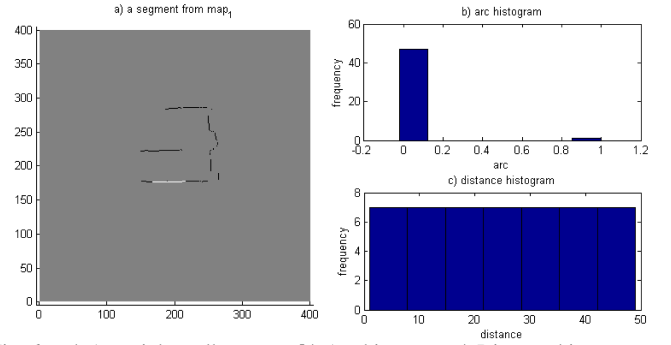 a) a segment from map1
400
350
300
250
200
150
100
50
0
0 100 200 300 400
b) arc histogram
frequency
60
40
20
0
-0.2 0 0.2 0.4 0.6 0.8 1 1.2
arc
c) distance histogram
frequency
8
6
4
2
0
0 10 20 30 40 50
distance